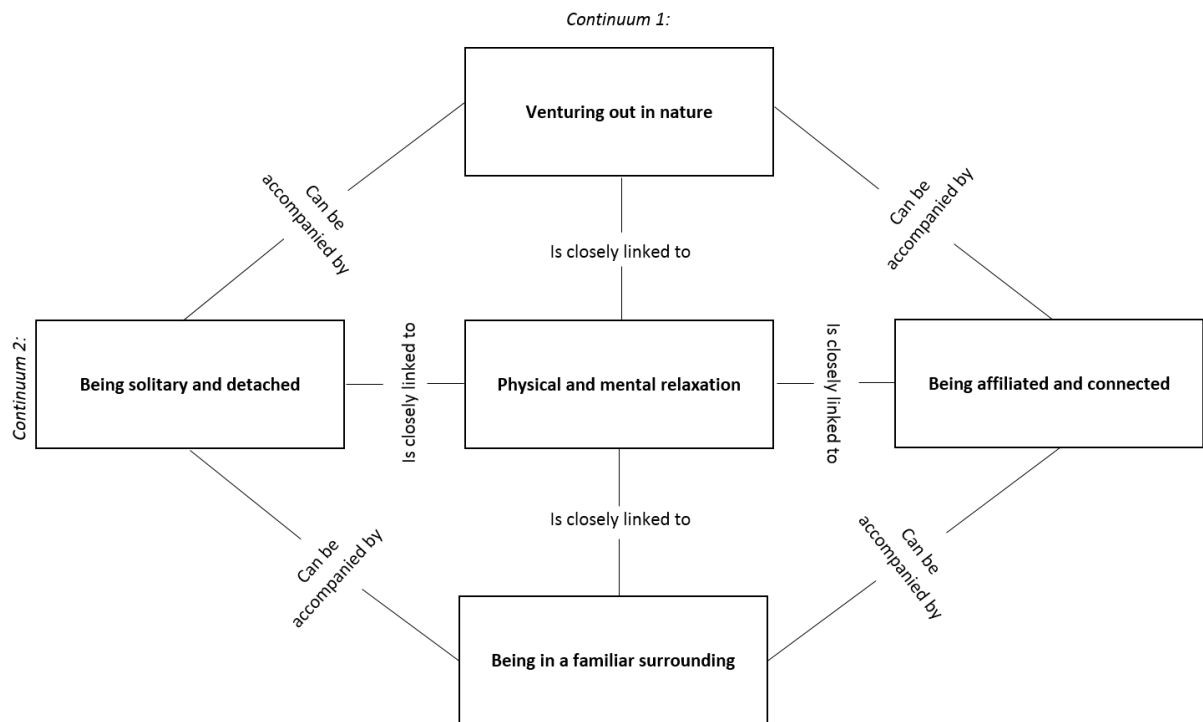 Continuum 1:
Venturing out in nature
Can be
accompanied by
Can be
accompanied by
Is closely linked to
Continuum 2:
Being solitary and detached
Is closely linked to
Physical and mental relaxation
Is closely linked to
Being affiliated and connected
Is closely linked to
Can be
accompanied by
Can be
accompanied by
Being in a familiar surrounding